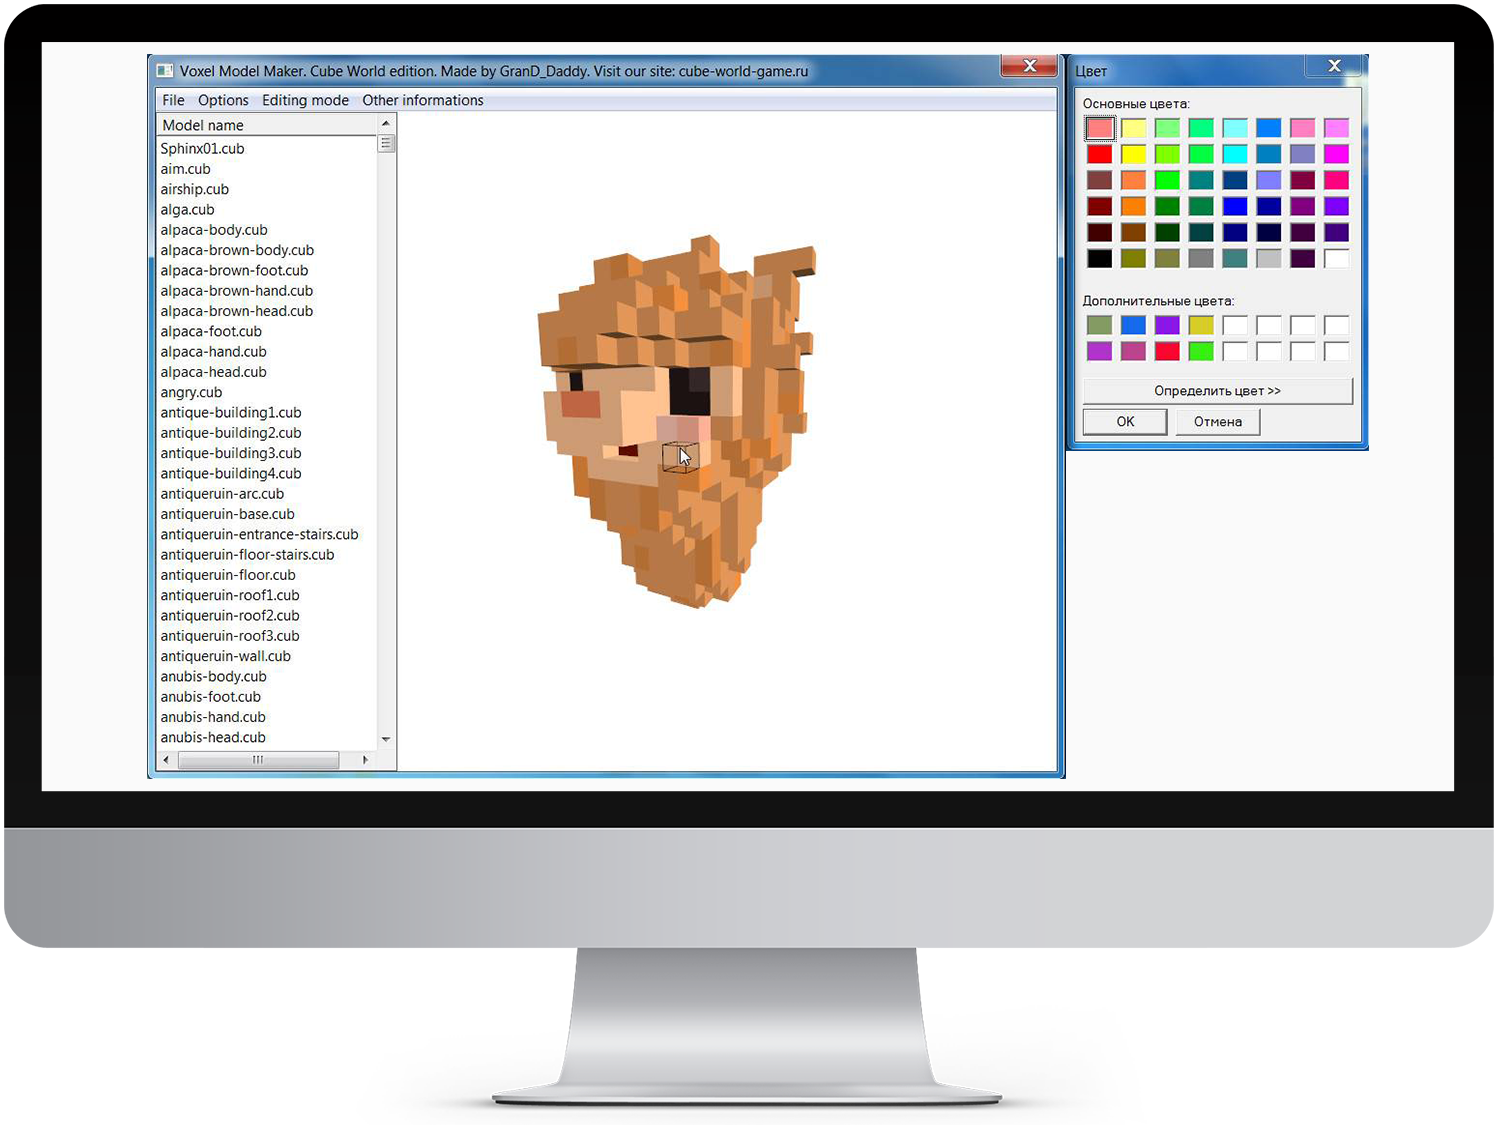 Voxel Model Maker. Cube World edition. Made by GranD_Daddy. Visit our site: cube-world-game.ru
File Options Editing mode Other informations
Model name
Sphinx01.cub
aim.cub
airship.cub
alga.cub
alpaca-body.cub
alpaca-brown-body.cub
alpaca-brown-foot.cub
alpaca-brown-hand.cub
alpaca-brown-head.cub
alpaca-foot.cub
alpaca-hand.cub
alpaca-head.cub
angry.cub
antique-building1.cub
antique-building2.cub
antique-building3.cub
antique-building4.cub
antiqueruin-arc.cub
antiqueruin-base.cub
antiqueruin-entrance-stairs.cub
antiqueruin-floor-stairs.cub
antiqueruin-floor.cub
antiqueruin-roof1.cub
antiqueruin-roof2.cub
antiqueruin-roof3.cub
antiqueruin-wall.cub
anubis-body.cub
anubis-foot.cub
anubis-hand.cub
anubis-head.cub
Цвет
Основные цвета:
Дополнительные цвета:
Определить цвет >>
OK Отмена